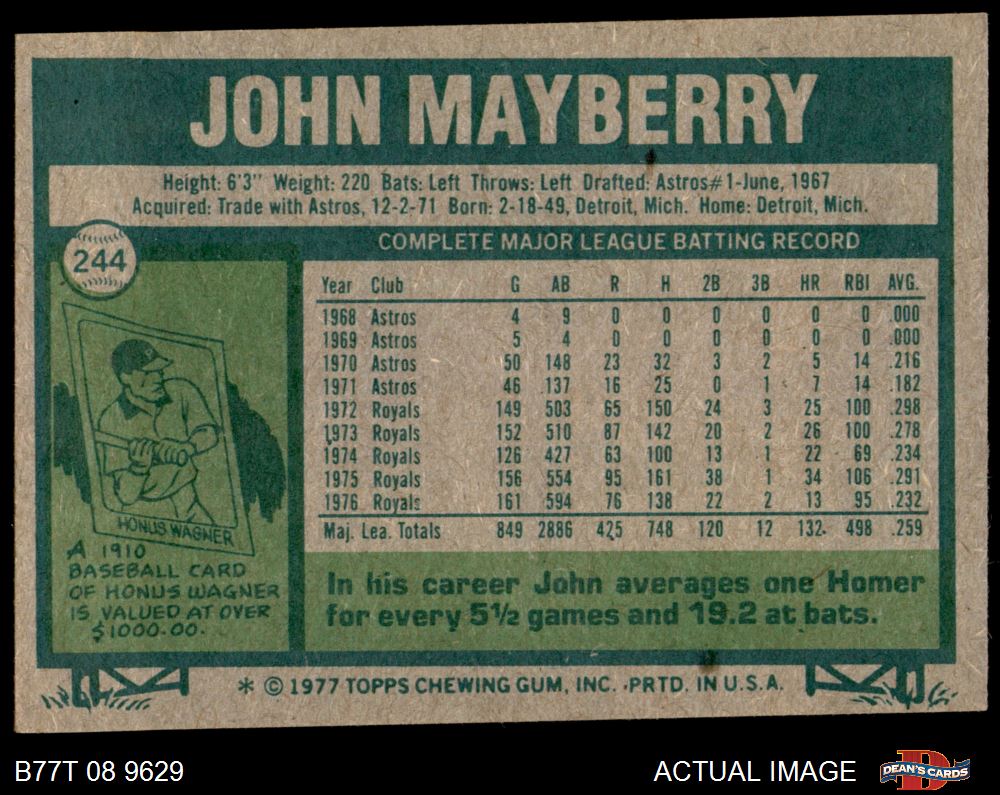 JOHN MAYBERRY
Height: 6'3" Weight: 220 Bats: Left Throws: Left Drafted: Astros#1-June, 1967
Acquired: Trade with Astros, 12-2-71 Born: 2-18-49, Detroit, Mich. Home: Detroit, Mich.
244
COMPLETE MAJOR LEAGUE BATTING RECORD
Year Club G AB R H 2B 3B HR RBI AVG.
1968 Astros 4 9 0 0 0 0 0 0 .000
1969 Astros 5 4 0 0 0 0 0 0 .000
1970 Astros 50 148 23 32 3 2 5 14 .216
1971 Astros 46 137 16 25 0 1 7 14 .182
1972 Royals 149 503 65 150 24 3 25 100 .298
1973 Royals 152 510 87 142 20 2 26 100 .278
1974 Royals 126 427 63 100 13 1 22 69 .234
1975 Royals 156 554 95 161 38 1 34 106 .291
1976 Royals 161 594 76 138 22 2 13 95 .232
Maj. Lea. Totals 849 2886 425 748 120 12 132 498 .259
HONUS WAGNER
A 1910
BASEBALL CARD
OF HONUS WAGNER
IS VALUED AT OVER
$1000.00.
In his career John averages one Homer
for every 5½ games and 19.2 at bats.
* © 1977 TOPPS CHEWING GUM, INC. PRTD. IN U.S.A.
B77T 08 9629
ACTUAL IMAGE
DEAN'S CARDS